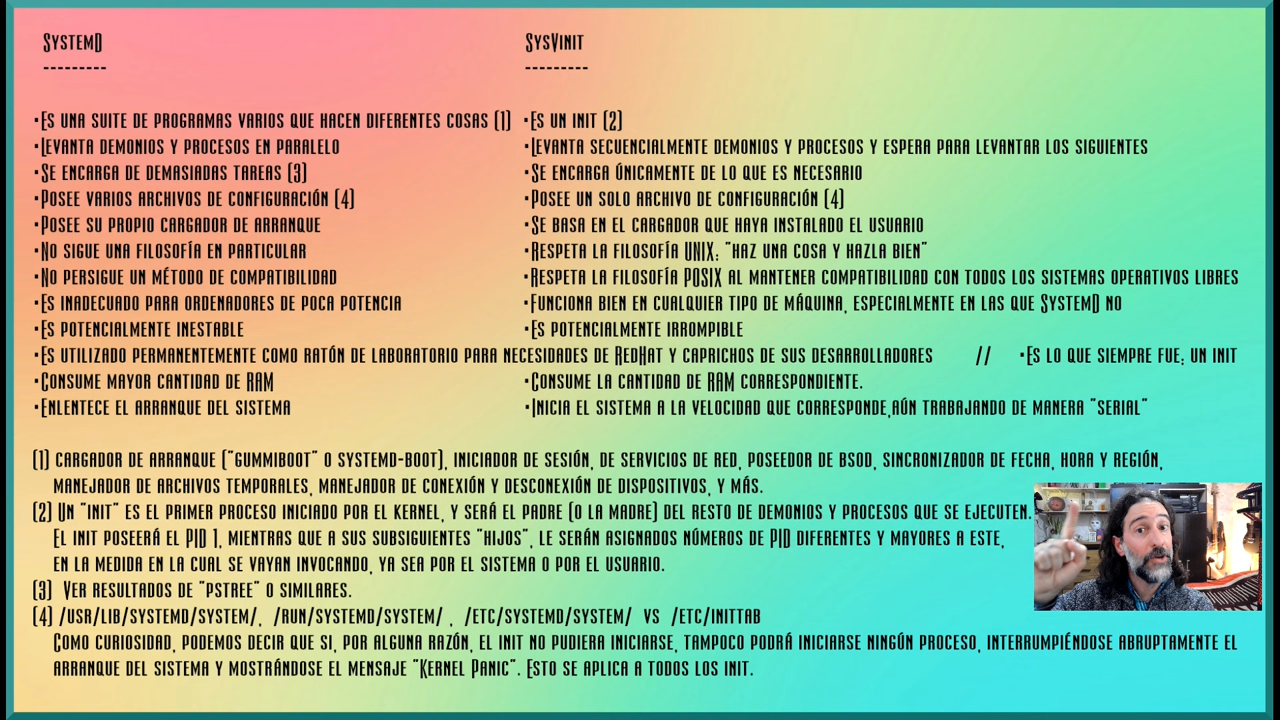 SystemD
SysVinit
---------
---------
·Es una suite de programas varios que hacen diferentes cosas (1)
·Es un init (2)
·Levanta demonios y procesos en paralelo
·Levanta secuencialmente demonios y procesos y espera para levantar los siguientes
·Se encarga de demasiadas tareas (3)
·Se encarga únicamente de lo que es necesario
·Posee varios archivos de configuración (4)
·Posee un solo archivo de configuración (4)
·Posee su propio cargador de arranque
·Se basa en el cargador que haya instalado el usuario
·No sigue una filosofía en particular
·Respeta la filosofía UNIX: "haz una cosa y hazla bien"
·No persigue un método de compatibilidad
·Respeta la filosofía POSIX al mantener compatibilidad con todos los sistemas operativos libres
·Es inadecuado para ordenadores de poca potencia
·Funciona bien en cualquier tipo de máquina, especialmente en las que SystemD no
·Es potencialmente inestable
·Es potencialmente irrompible
·Es utilizado permanentemente como ratón de laboratorio para necesidades de RedHat y caprichos de sus desarrolladores // ·Es lo que siempre fue: un init
·Consume mayor cantidad de RAM
·Consume la cantidad de RAM correspondiente.
·Enlentece el arranque del sistema
·Inicia el sistema a la velocidad que corresponde,aún trabajando de manera "serial"
(1) cargador de arranque ("gummiboot" o systemd-boot), iniciador de sesión, de servicios de red, poseedor de bsod, sincronizador de fecha, hora y región,
manejador de archivos temporales, manejador de conexión y desconexión de dispositivos, y más.
(2) Un "init" es el primer proceso iniciado por el kernel, y será el padre (o la madre) del resto de demonios y procesos que se ejecuten.
El init poseerá el PID 1, mientras que a sus subsiguientes "hijos", le serán asignados números de PID diferentes y mayores a este,
en la medida en la cual se vayan invocando, ya sea por el sistema o por el usuario.
(3) Ver resultados de "pstree" o similares.
(4) /usr/lib/systemd/system/, /run/systemd/system/ , /etc/systemd/system/ vs /etc/inittab
Como curiosidad, podemos decir que si, por alguna razón, el init no pudiera iniciarse, tampoco podrá iniciarse ningún proceso, interrumpiéndose abruptamente el
arranque del sistema y mostrándose el mensaje "Kernel Panic". Esto se aplica a todos los init.